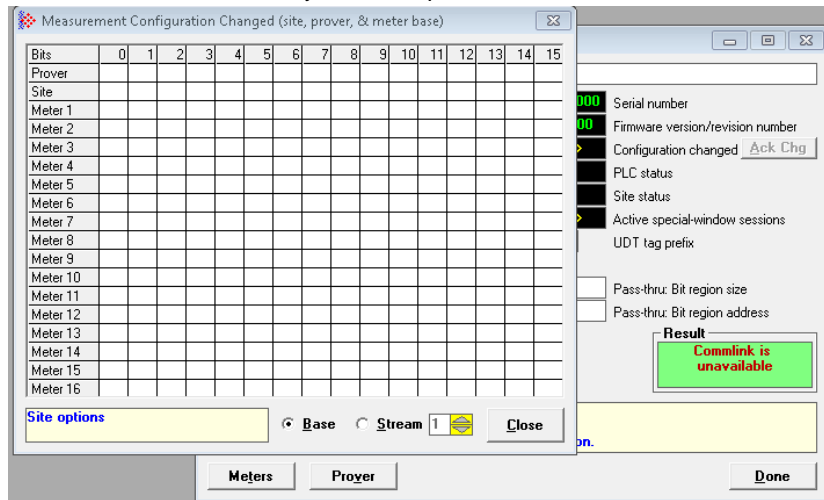 Measurement Configuration Changed (site, prover, & meter base)
Bits 0 1 2 3 4 5 6 7 8 9 10 11 12 13 14 15
Prover
Site
Meter 1
Meter 2
Meter 3
Meter 4
Meter 5
Meter 6
Meter 7
Meter 8
Meter 9
Meter 10
Meter 11
Meter 12
Meter 13
Meter 14
Meter 15
Meter 16
Site options
Base Stream 1 Close
000 Serial number
00 Firmware version/revision number
Configuration changed Ack Chg
PLC status
Site status
Active special-window sessions
UDT tag prefix
Pass-thru: Bit region size
Pass-thru: Bit region address
Result
Commlink is
unavailable
on.
Meters Prover Done